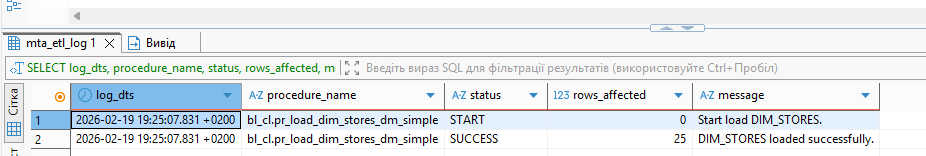 mta_etl_log 1
Вивід
SELECT log_dts, procedure_name, status, rows_affected, m
Введіть вираз SQL для фільтрації результатів (використовуйте Ctrl+Пробіл)
Сітка
log_dts A-Z procedure_name A-Z status 123 rows_affected A-Z message
1 2026-02-19 19:25:07.831 +0200 bl_cl.pr_load_dim_stores_dm_simple START 0 Start load DIM_STORES.
2 2026-02-19 19:25:07.831 +0200 bl_cl.pr_load_dim_stores_dm_simple SUCCESS 25 DIM_STORES loaded successfully.